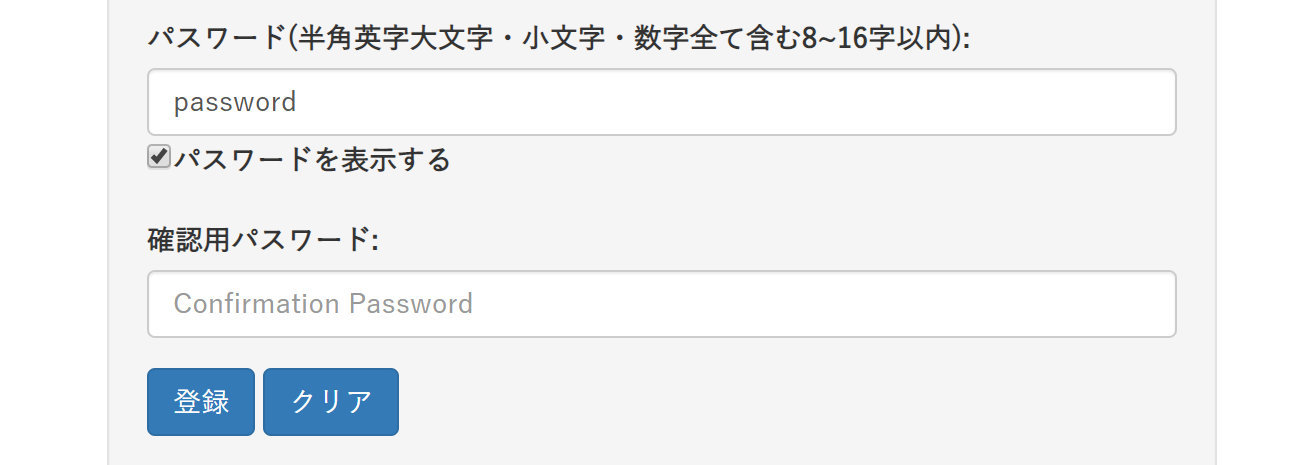 パスワード(半角英字大文字・小文字・数字全て含む8~16字以内):
password
パスワードを表示する
確認用パスワード:
Confirmation Password
登録 クリア